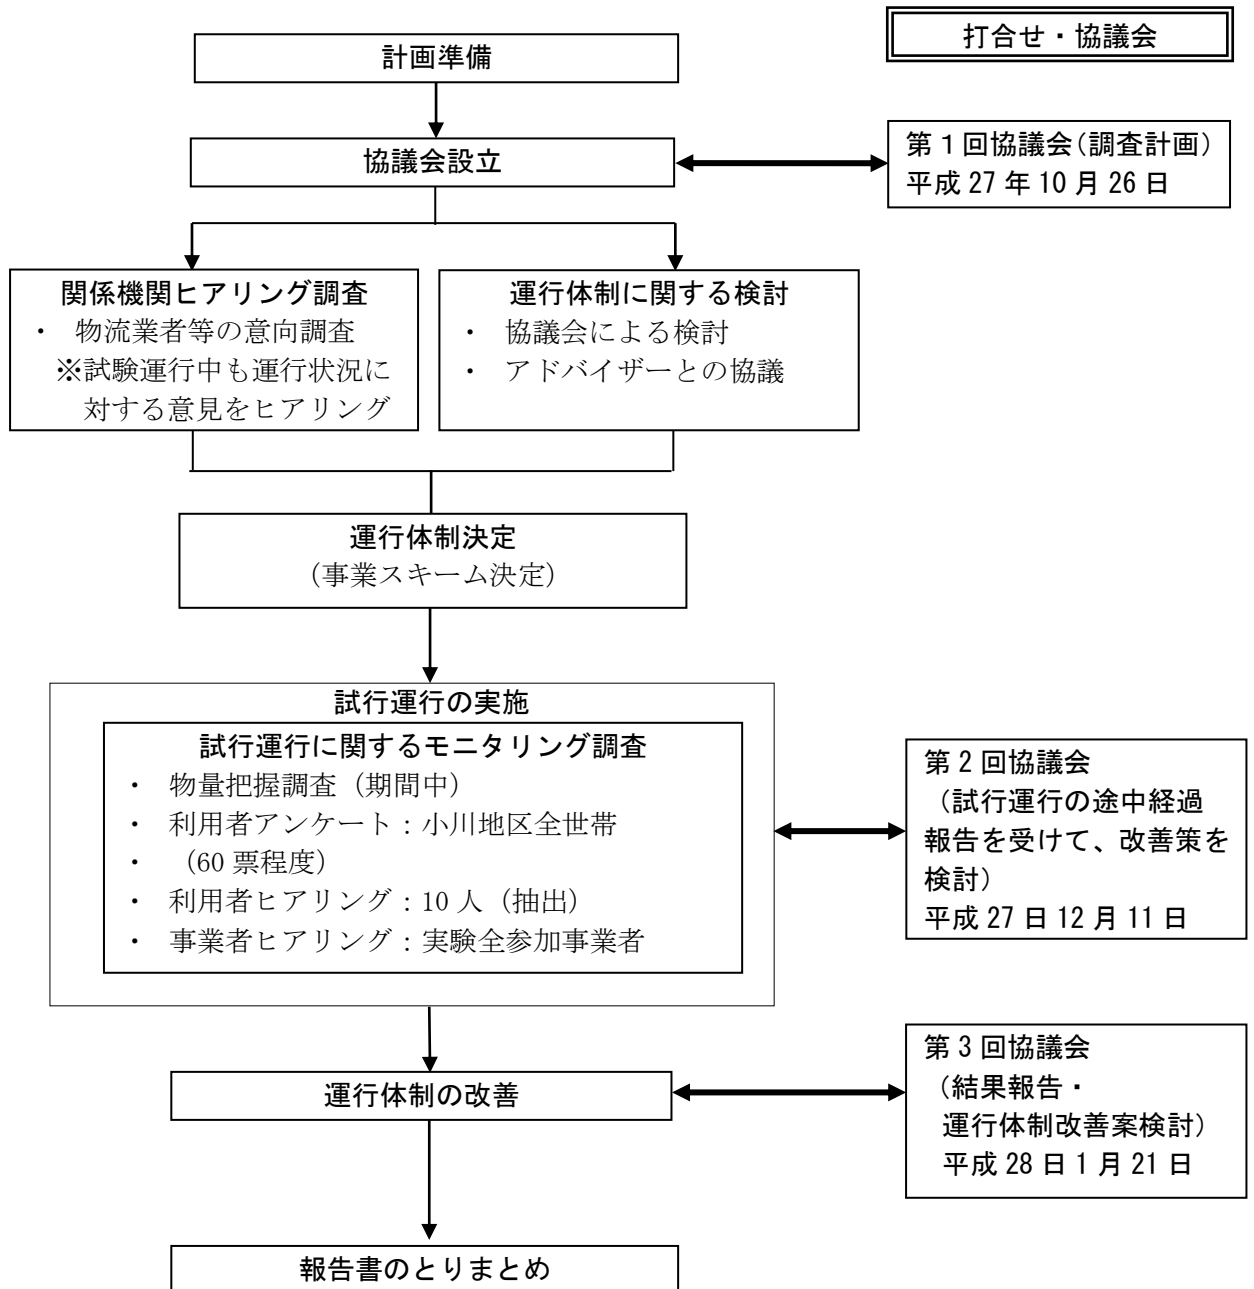 打合せ・協議会
計画準備
協議会設立
第1回協議会(調査計画)
平成27年10月26日
関係機関ヒアリング調査
・ 物流業者等の意向調査
※試験運行中も運行状況に
対する意見をヒアリング
運行体制に関する検討
・ 協議会による検討
・ アドバイザーとの協議
運行体制決定
(事業スキーム決定)
試行運行の実施
試行運行に関するモニタリング調査
・ 物量把握調査(期間中)
・ 利用者アンケート:小川地区全世帯
・ (60票程度)
・ 利用者ヒアリング:10人(抽出)
・ 事業者ヒアリング:実験全参加事業者
第2回協議会
(試行運行の途中経過
報告を受けて、改善策を
検討)
平成27日12月11日
運行体制の改善
第3回協議会
(結果報告・
運行体制改善案検討)
平成28日1月21日
報告書のとりまとめ